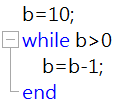 b=10;
while b>0
b=b-1;
end